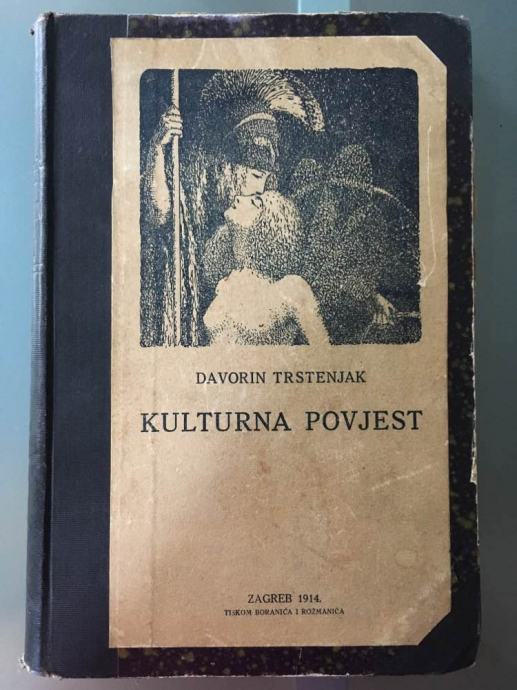 DAVORIN TRSTENJAK
KULTURNA POVJEST
ZAGREB 1914.
TISKOM BORANIĆA I ROŽMANIĆA